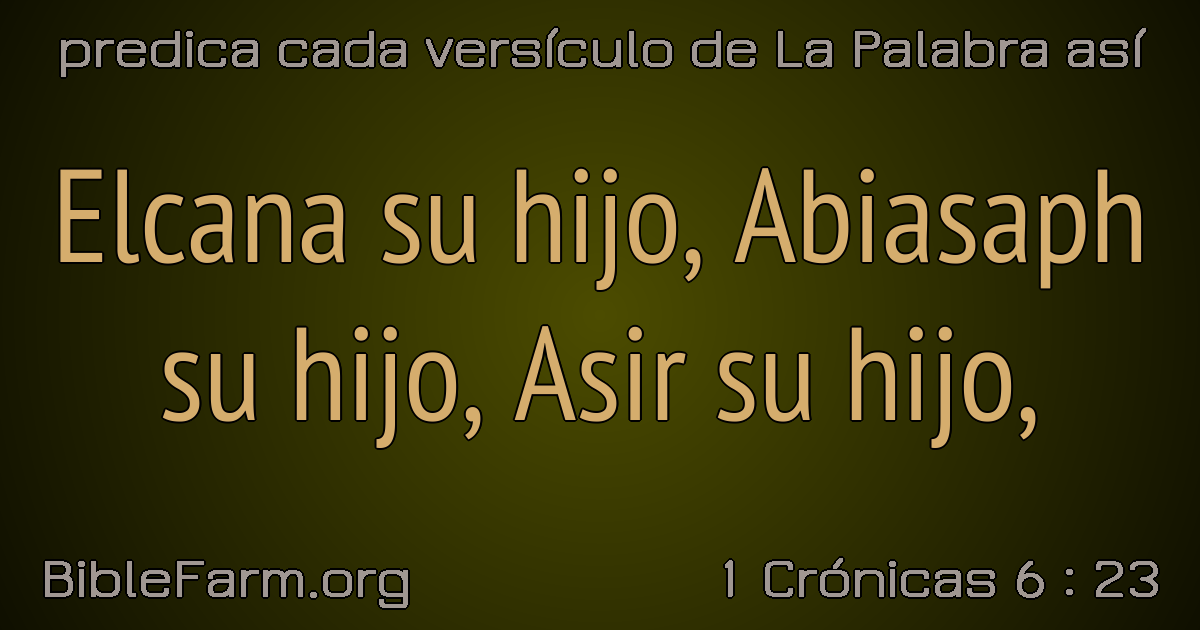 predica cada versículo de La Palabra así
Elcana su hijo, Abiasaph
su hijo, Asir su hijo,
BibleFarm.org
1 Crónicas 6 : 23